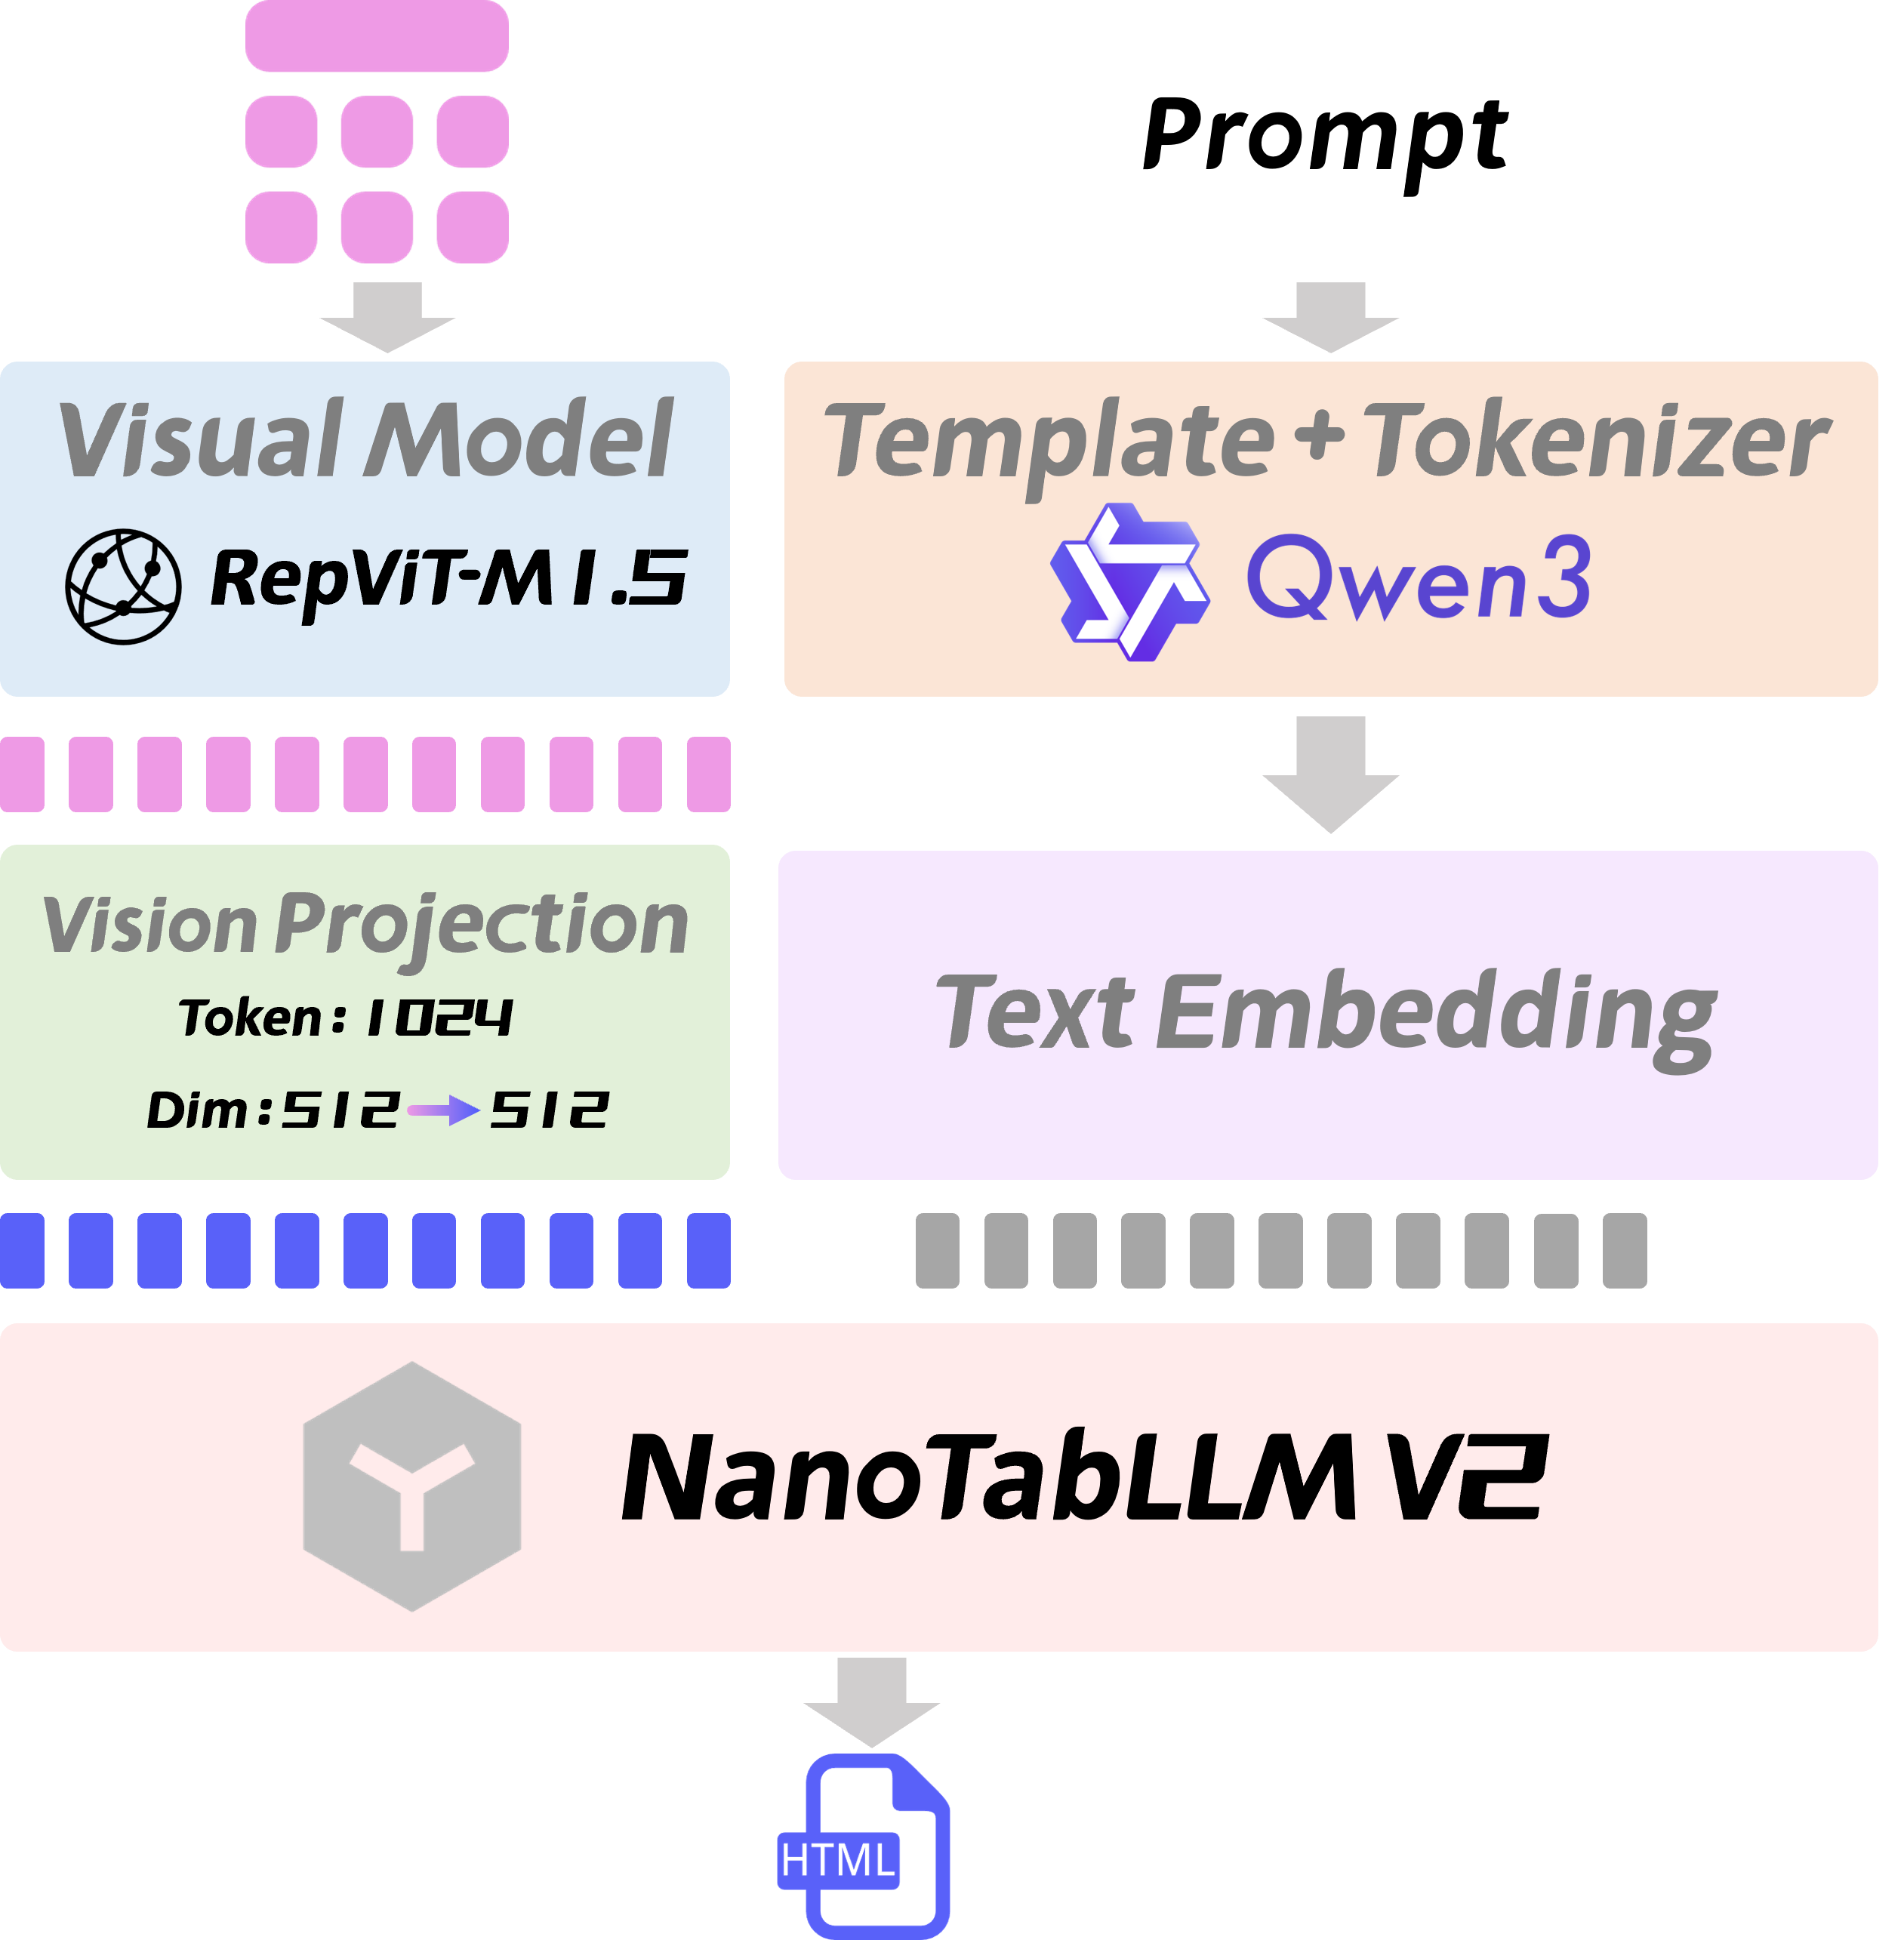 Prompt
Visual Model
RepViT-M1.5
Template + Tokenizer
Qwen3
Vision Projection
Token: 1024
Dim: 512 512
Text Embedding
NanoTabLLM V2
HTML